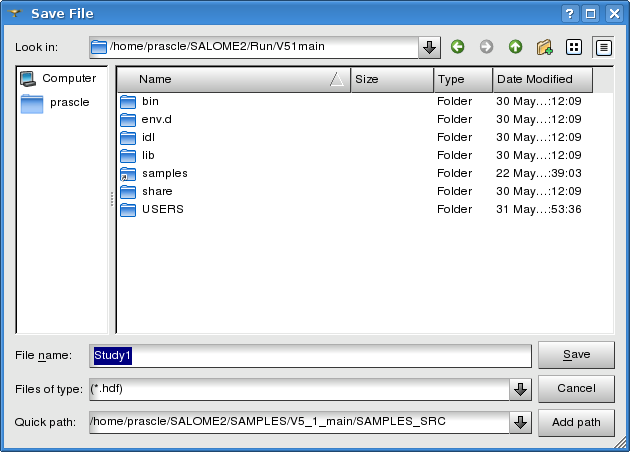 Save File
Look in: /home/prascle/SALOME2/Run/V51main
Computer
prascle
Name Size Type Date Modified
bin Folder 30 May...:12:09
env.d Folder 30 May...:12:09
idl Folder 30 May...:12:09
lib Folder 30 May...:12:09
samples Folder 22 May...:39:03
share Folder 30 May...:12:09
USERS Folder 31 May...:53:36
File name: Study1 Save
Files of type: (*.hdf) Cancel
Quick path: /home/prascle/SALOME2/SAMPLES/V5_1_main/SAMPLES_SRC Add path